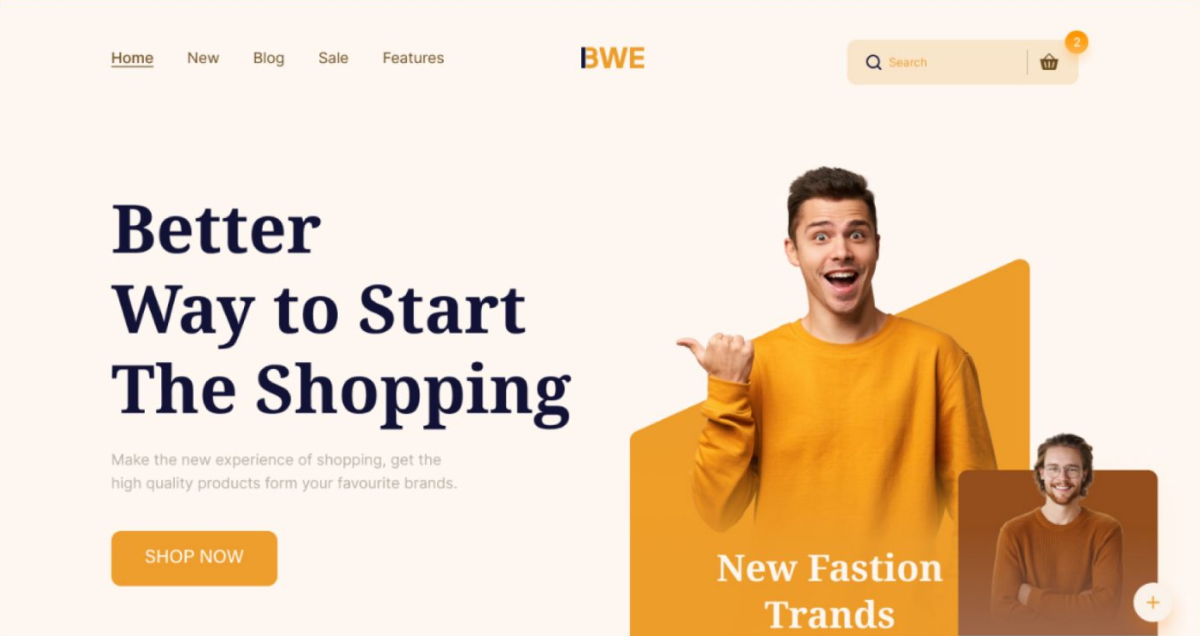 Home New Blog Sale Features BWE Search 2
Better
Way to Start
The Shopping
Make the new experience of shopping, get the
high quality products form your favourite brands.
SHOP NOW
New Fastion
Trands